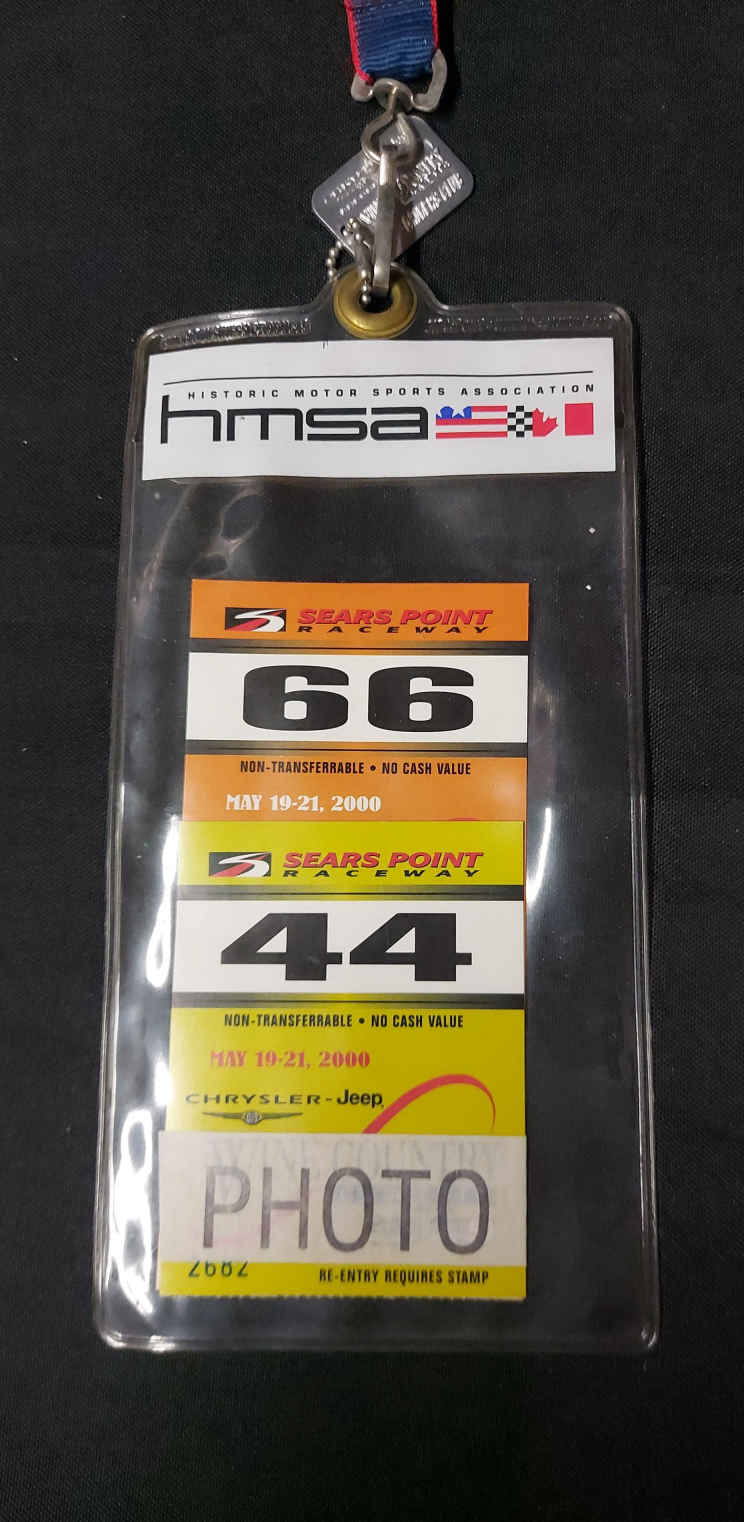 HISTORIC MOTOR SPORTS ASSOCIATION
hmsa
SEARS POINT
RACEWAY
66
NON-TRANSFERRABLE • NO CASH VALUE
MAY 19-21, 2000
SEARS POINT
RACEWAY
44
NON-TRANSFERRABLE • NO CASH VALUE
MAY 19-21, 2000
CHRYSLER - Jeep
WINE COUNTRY
PHOTO
2682
RE-ENTRY REQUIRES STAMP